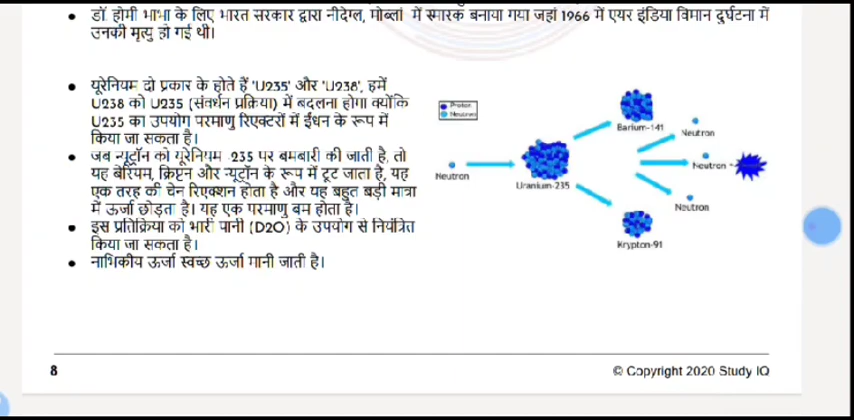 डॉ. होमी भाभा के लिए भारत सरकार द्वारा नीदेग्ल, मोब्लां में स्मारक बनाया गया जहां 1966 में एयर इंडिया विमान दुर्घटना में
उनकी मृत्यु हो गई थी।
यूरेनियम दो प्रकार के होते हैं 'U235' और 'U238', हमें
U238 को U235 (संवर्धन प्रक्रिया) में बदलना होगा क्योंकि
U235 का उपयोग परमाणु रिएक्टरों में ईंधन के रूप में
किया जा सकता है।
जब न्यूट्रॉन को यूरेनियम .235 पर बमबारी की जाती है, तो
यह बेरियम, क्रिप्टन और न्यूट्रॉन के रूप में टूट जाता है, यह
एक तरह की चेन रिएक्शन होता है और यह बहुत बड़ी मात्रा
में ऊर्जा छोड़ता है। यह एक परमाणु बम होता है।
इस प्रतिक्रिया को भारी पानी (D2O) के उपयोग से नियंत्रित
किया जा सकता है।
नाभिकीय ऊर्जा स्वच्छ ऊर्जा मानी जाती है।
Proton
Neutron
Neutron
Uranium-235
Barium-141
Neutron
Neutron
Neutron
Krypton-91
8
© Copyright 2020 Study IQ